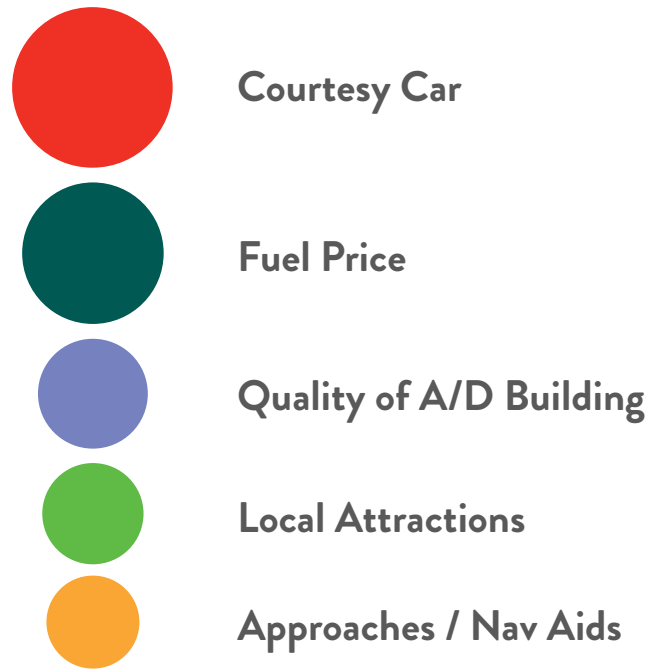 Courtesy Car
Fuel Price
Quality of A/D Building
Local Attractions
Approaches / Nav Aids